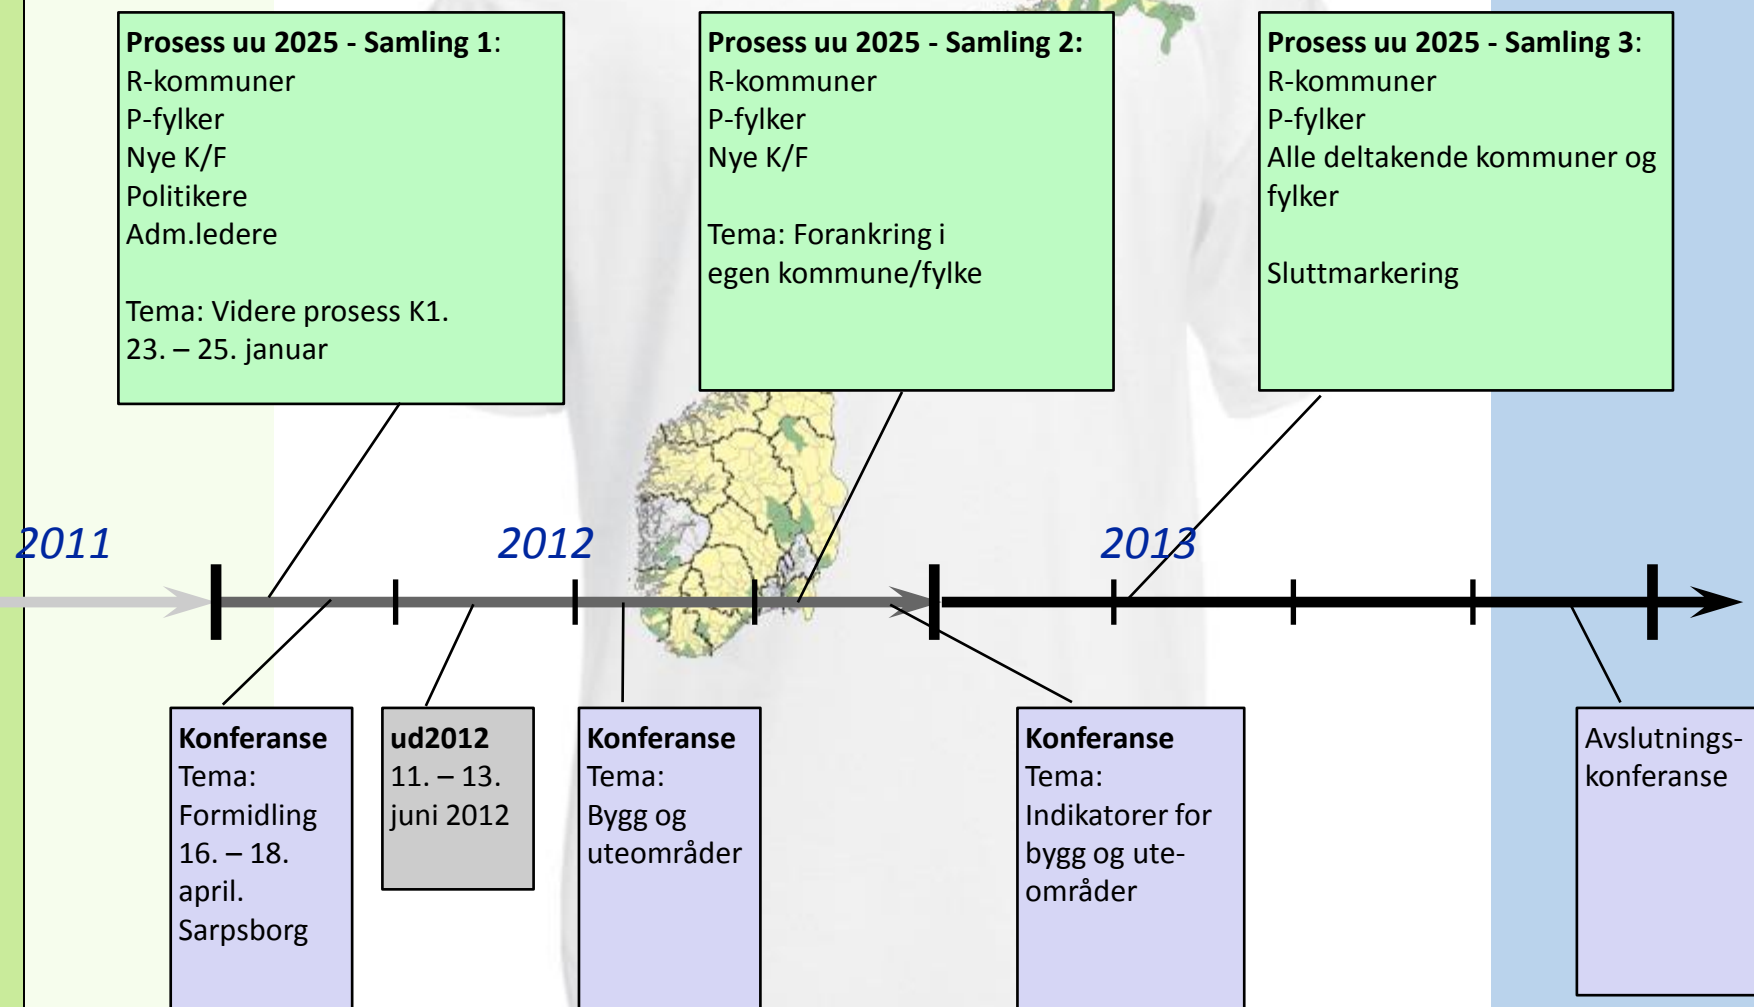 Prosess uu 2025 - Samling 1:
R-kommuner
P-fylker
Nye K/F
Politikere
Adm.ledere
Tema: Videre prosess K1.
23. – 25. januar
Prosess uu 2025 - Samling 2:
R-kommuner
P-fylker
Nye K/F
Tema: Forankring i
egen kommune/fylke
Prosess uu 2025 - Samling 3:
R-kommuner
P-fylker
Alle deltakende kommuner og
fylker
Sluttmarkering
2011
2012
2013
Konferanse
Tema:
Formidling
16. – 18.
april.
Sarpsborg
ud2012
11. – 13.
juni 2012
Konferanse
Tema:
Bygg og
uteområder
Konferanse
Tema:
Indikatorer for
bygg og ute-
områder
Avslutnings-
konferanse